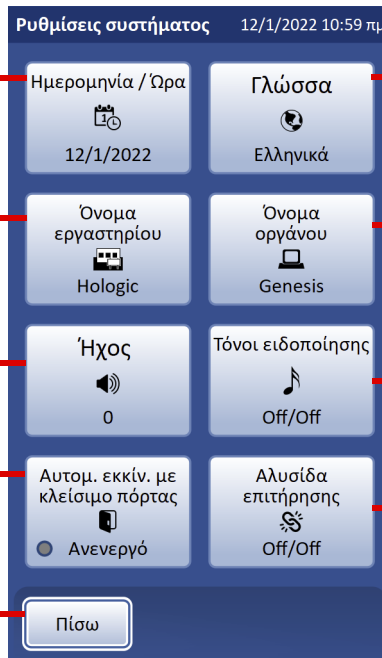 Ρυθμίσεις συστήματος 12/1/2022 10:59 πμ
Ημερομηνία / Ώρα
1
12/1/2022
Γλώσσα
Ελληνικά
Όνομα
εργαστηρίου
Hologic
Όνομα
οργάνου
Genesis
Ήχος
0
Τόνοι ειδοποίησης
Off/Off
Αυτομ. εκκίν. με
κλείσιμο πόρτας
Ανενεργό
Αλυσίδα
επιτήρησης
Off/Off
Πίσω